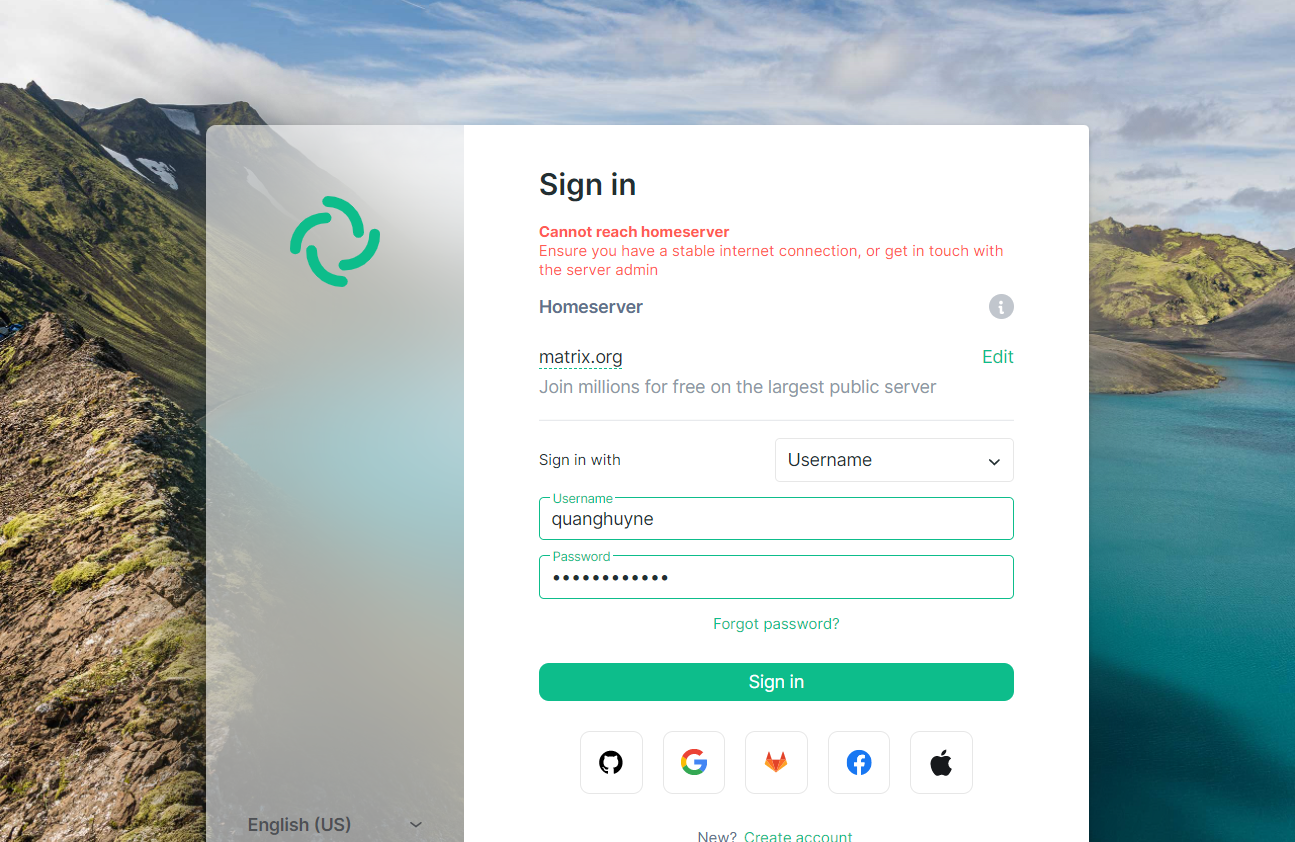 Sign in
Cannot reach homeserver
Ensure you have a stable internet connection, or get in touch with
the server admin
Homeserver
matrix.org Edit
Join millions for free on the largest public server
Sign in with Username
Username
quanghuyne
Password
••••••••••••
Forgot password?
Sign in
English (US)
New? Create account